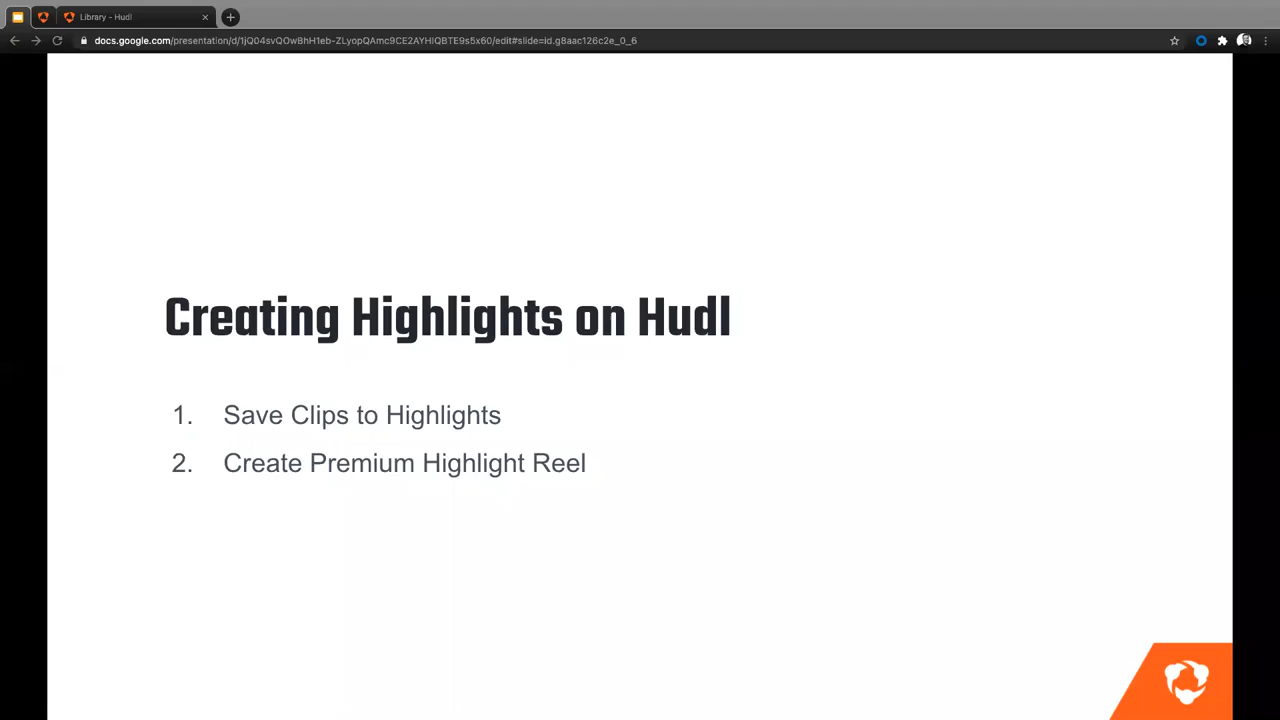 Library - Hudl
docs.google.com/presentation/d/1jQ04svQOwBhH1eb-ZLyopQAmc9CE2AYHIQBTE9s5x60/edit#slide=id.g8aac126c2e_0_6
Creating Highlights on Hudl
1. Save Clips to Highlights
2. Create Premium Highlight Reel